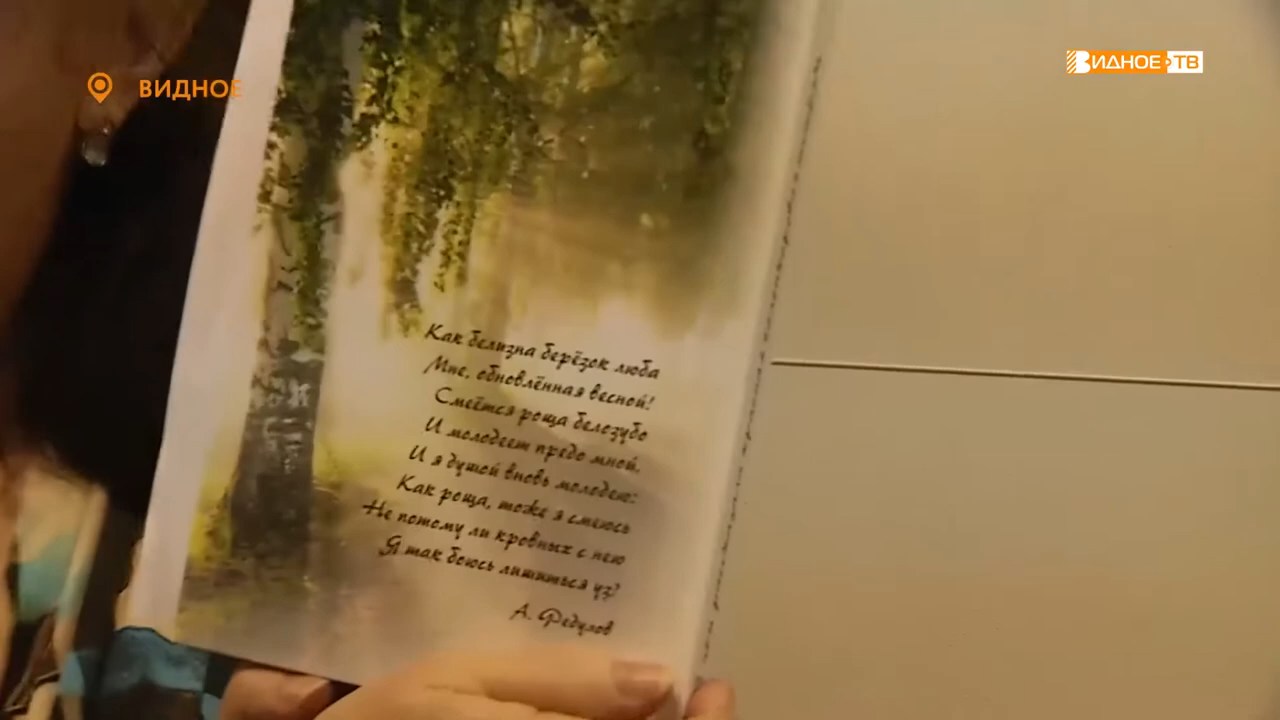 ВИДНОЕ
ВИДНОЕ ТВ
Как белизна берёзок люба
Мне, обновлённая весной!
Смеётся роща белозубо
И молодеет предо мной.
И я душой вновь молодею:
Как роща, тоже я смеюсь
Не потому ли кровных с нею
Я так боюсь лишиться уз?
А. Федулов